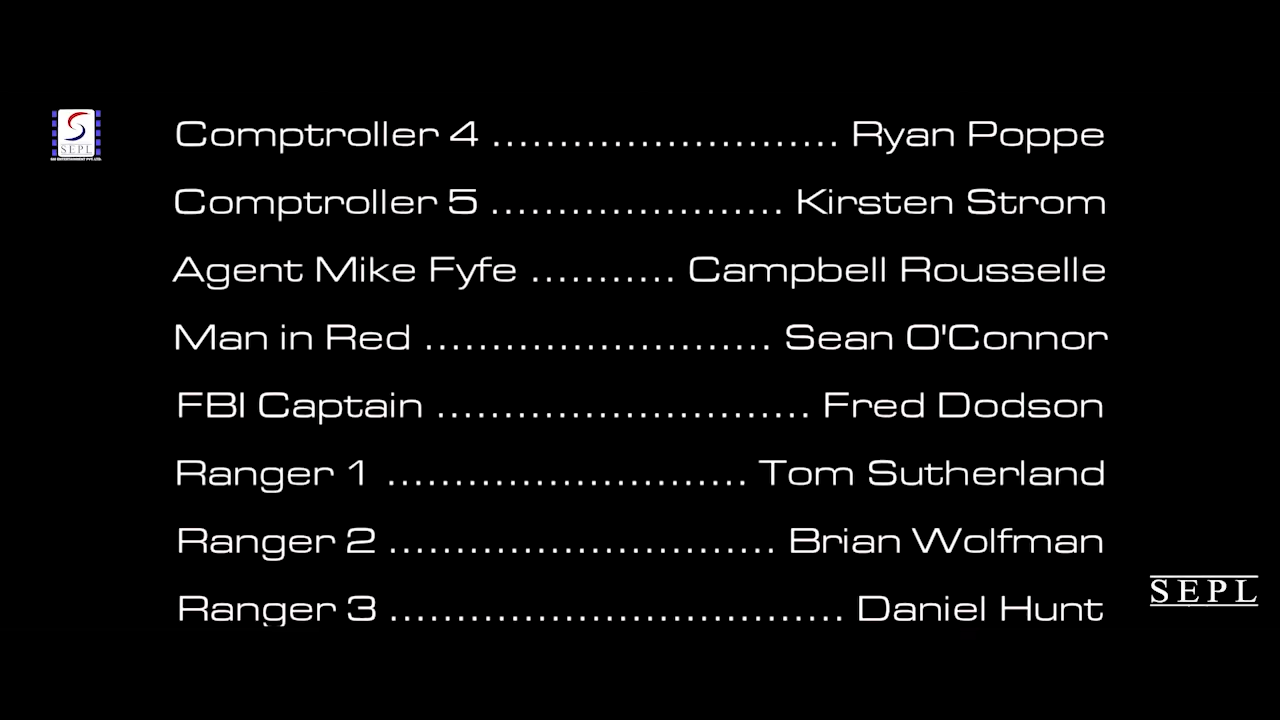 Comptroller 4 .......................... Ryan Poppe
Comptroller 5 ...................... Kirsten Strom
Agent Mike Fyfe ........... Campbell Rousselle
Man in Red .......................... Sean O'Connor
FBI Captain ............................ Fred Dodson
Ranger 1 ........................... Tom Sutherland
Ranger 2 ............................. Brian Wolfman
Ranger 3 .................................. Daniel Hunt
SEPL
SEPL